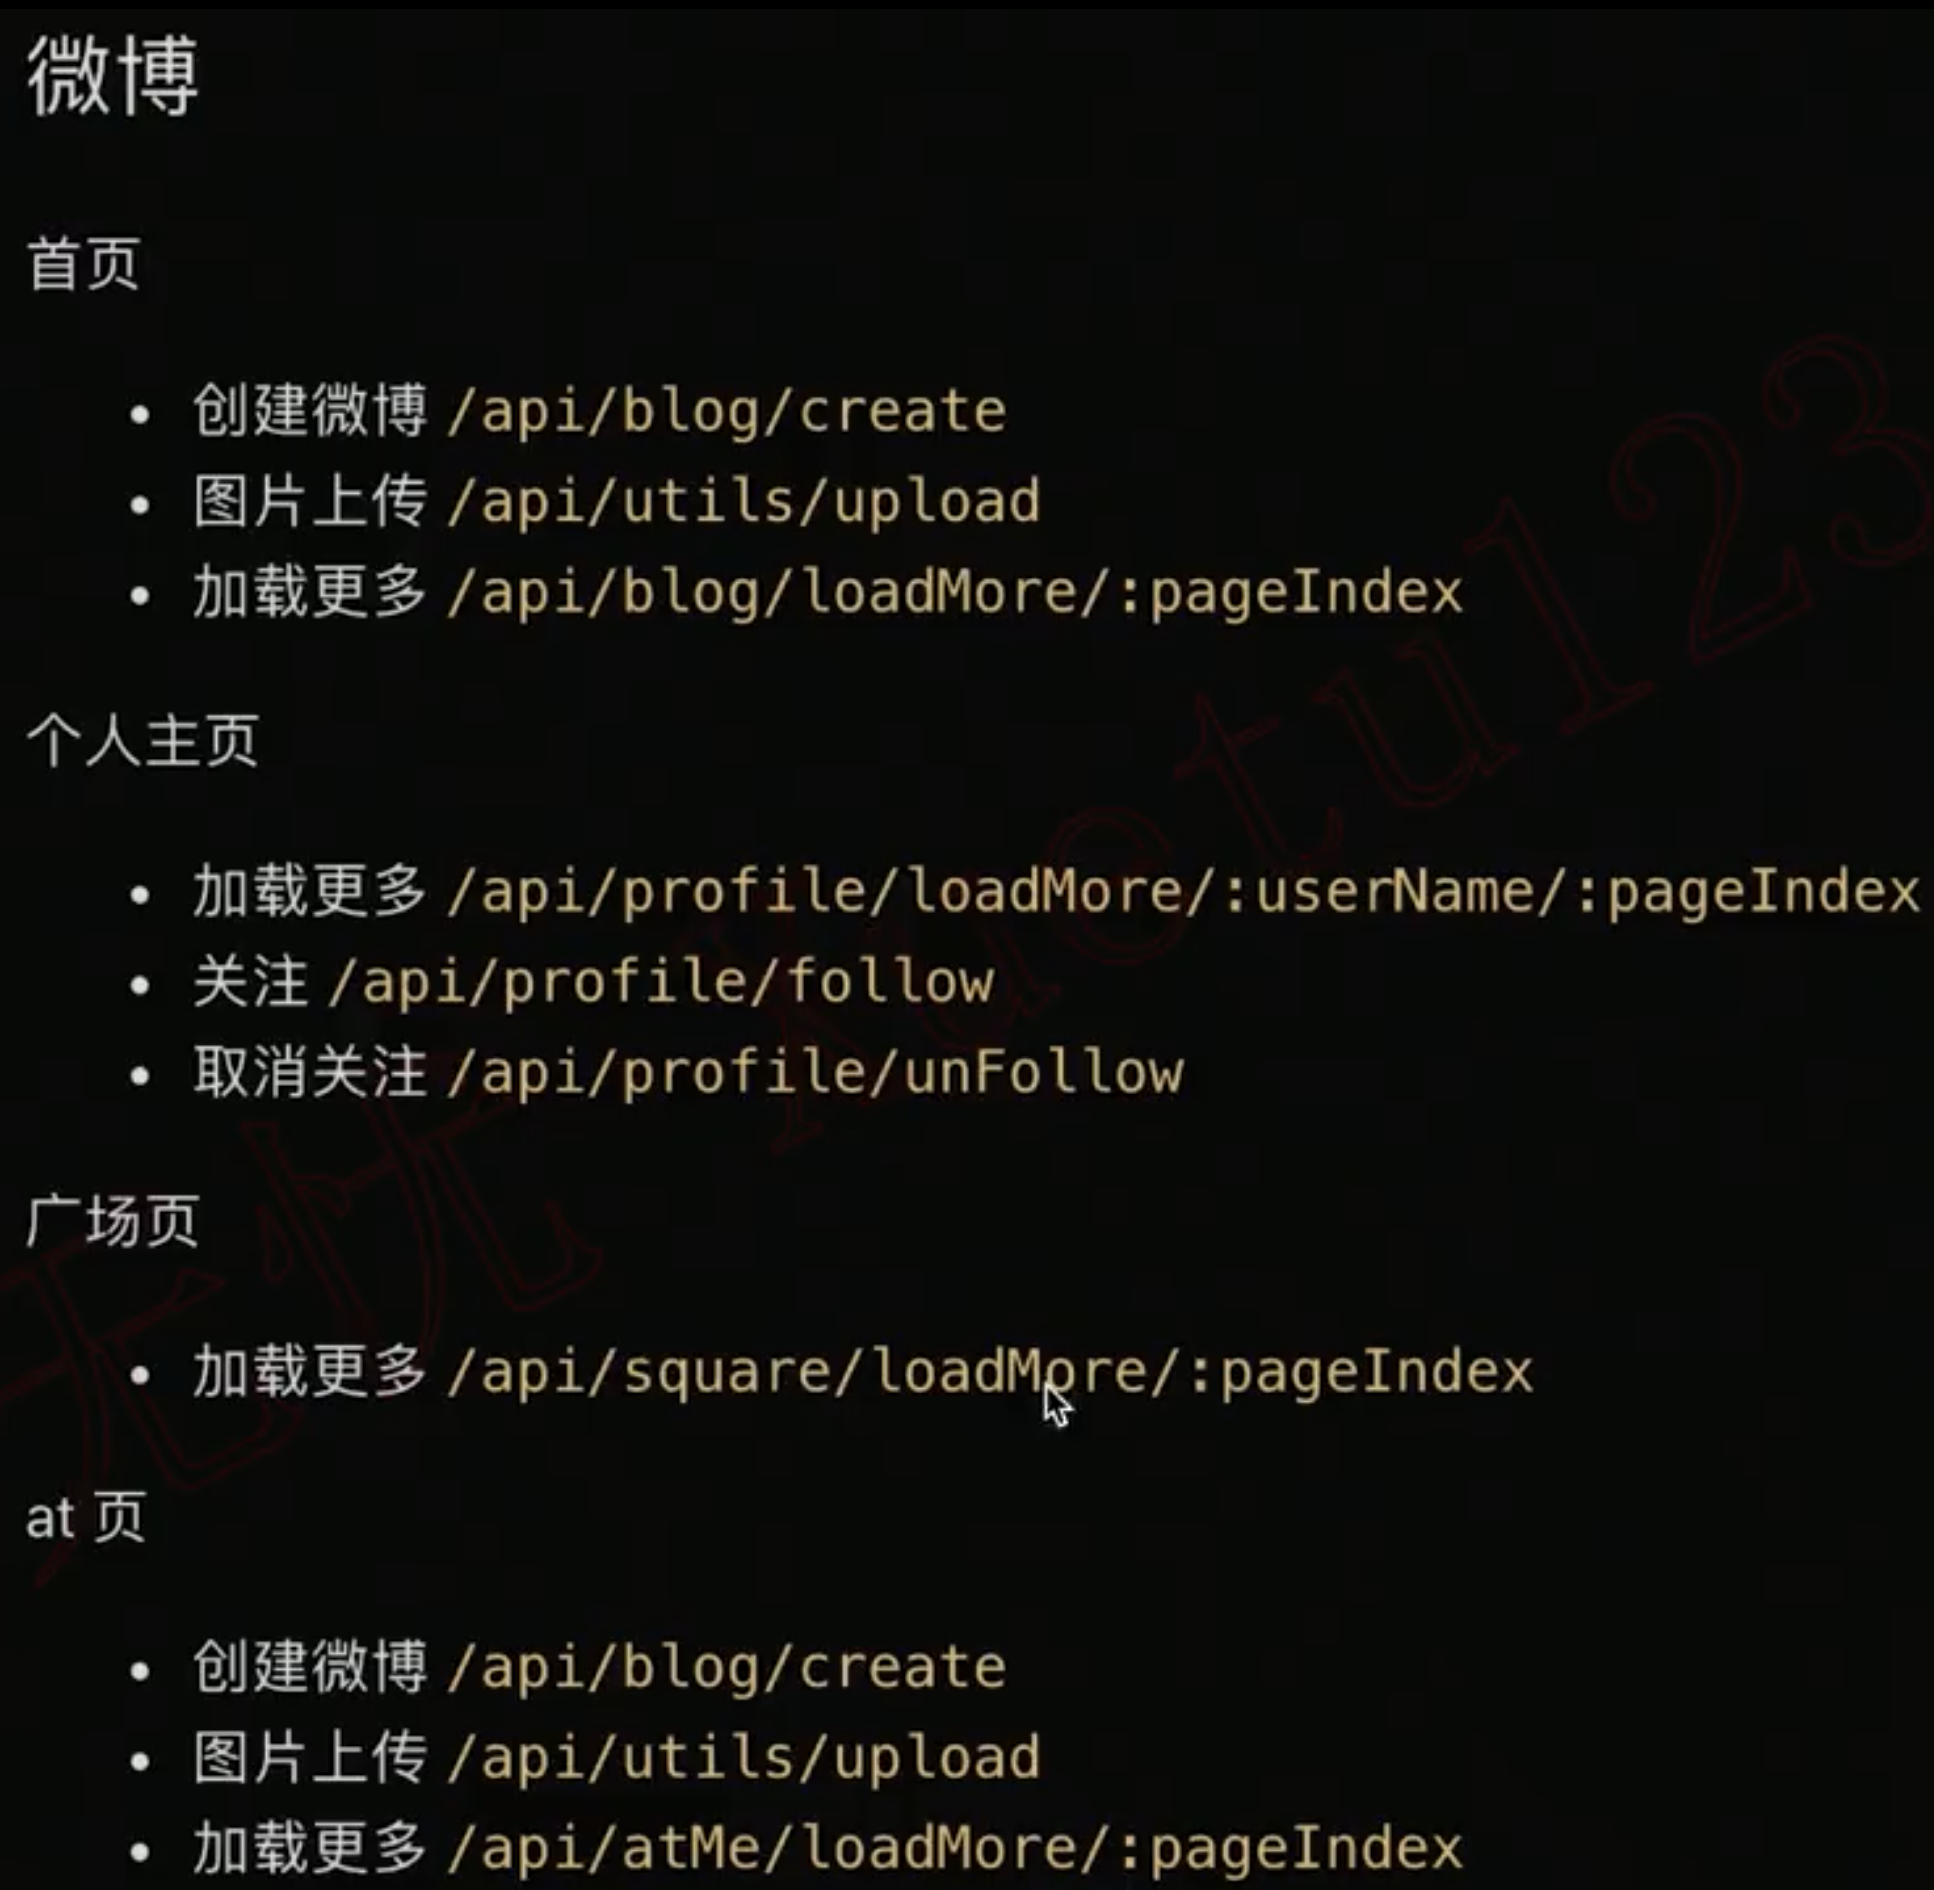 微博
首页
创建微博 /api/blog/create
图片上传 /api/utils/upload
加载更多 /api/blog/loadMore/:pageIndex
个人主页
加载更多 /api/profile/loadMore/:userName/:pageIndex
关注 /api/profile/follow
取消关注 /api/profile/unFollow
广场页
加载更多 /api/square/loadMore/:pageIndex
at 页
创建微博 /api/blog/create
图片上传 /api/utils/upload
加载更多 /api/atMe/loadMore/:pageIndex